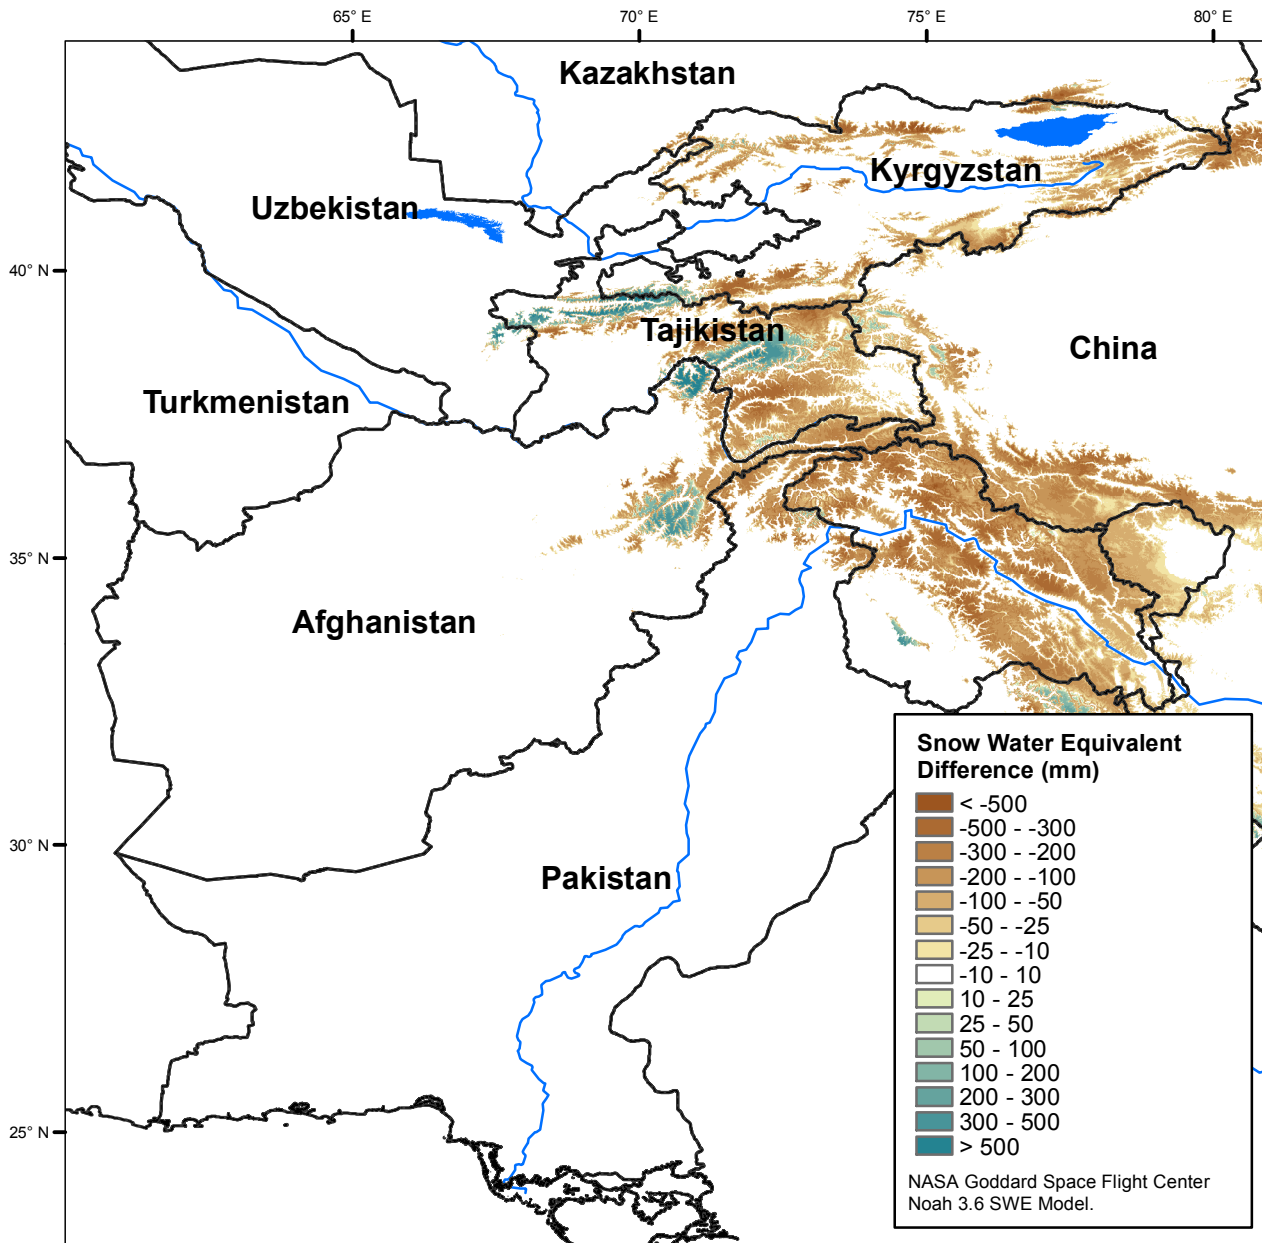 65° E
70° E
75° E
80° E
Kazakhstan
Kyrgyzstan
Uzbekistan
40° N
Tajikistan
China
Turkmenistan
35° N
Afghanistan
Snow Water Equivalent
Difference (mm)
< -500
-500 - -300
-300 - -200
-200 - -100
-100 - -50
-50 - -25
-25 - -10
-10 - 10
10 - 25
25 - 50
50 - 100
100 - 200
200 - 300
300 - 500
> 500
30° N
Pakistan
25° N
NASA Goddard Space Flight Center
Noah 3.6 SWE Model.